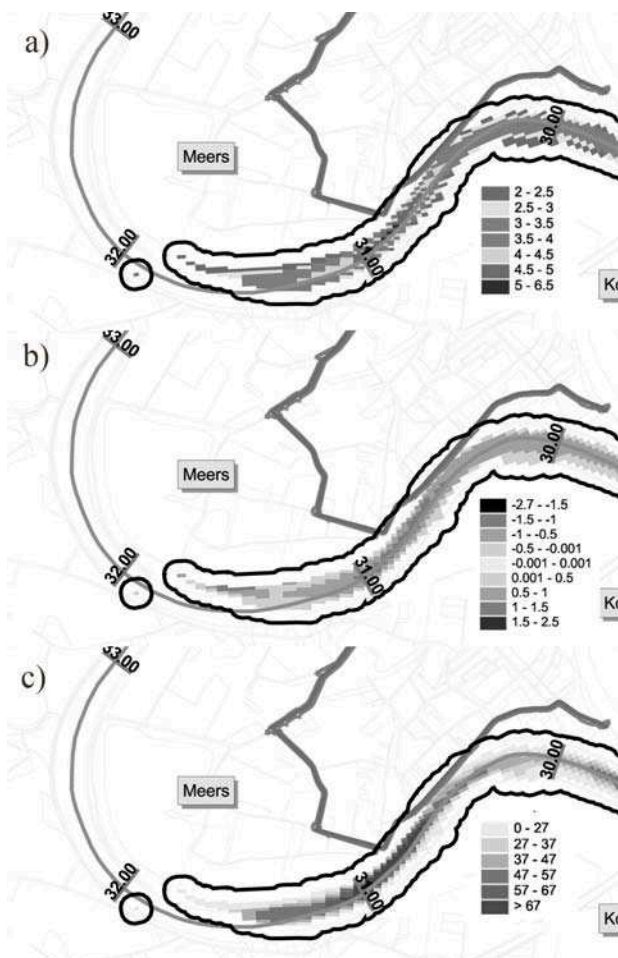 a)
33.00
Meers
30.00
32.00
31.00
2 - 2.5
2.5 - 3
3 - 3.5
3.5 - 4
4 - 4.5
4.5 - 5
5 - 6.5
b)
33.00
Meers
30.00
32.00
31.00
-2.7 - -1.5
-1.5 - -1
-1 - -0.5
-0.5 - -0.001
-0.001 - 0.001
0.001 - 0.5
0.5 - 1
1 - 1.5
1.5 - 2.5
c)
33.00
Meers
30.00
32.00
31.00
0 - 27
27 - 37
37 - 47
47 - 57
57 - 67
> 67